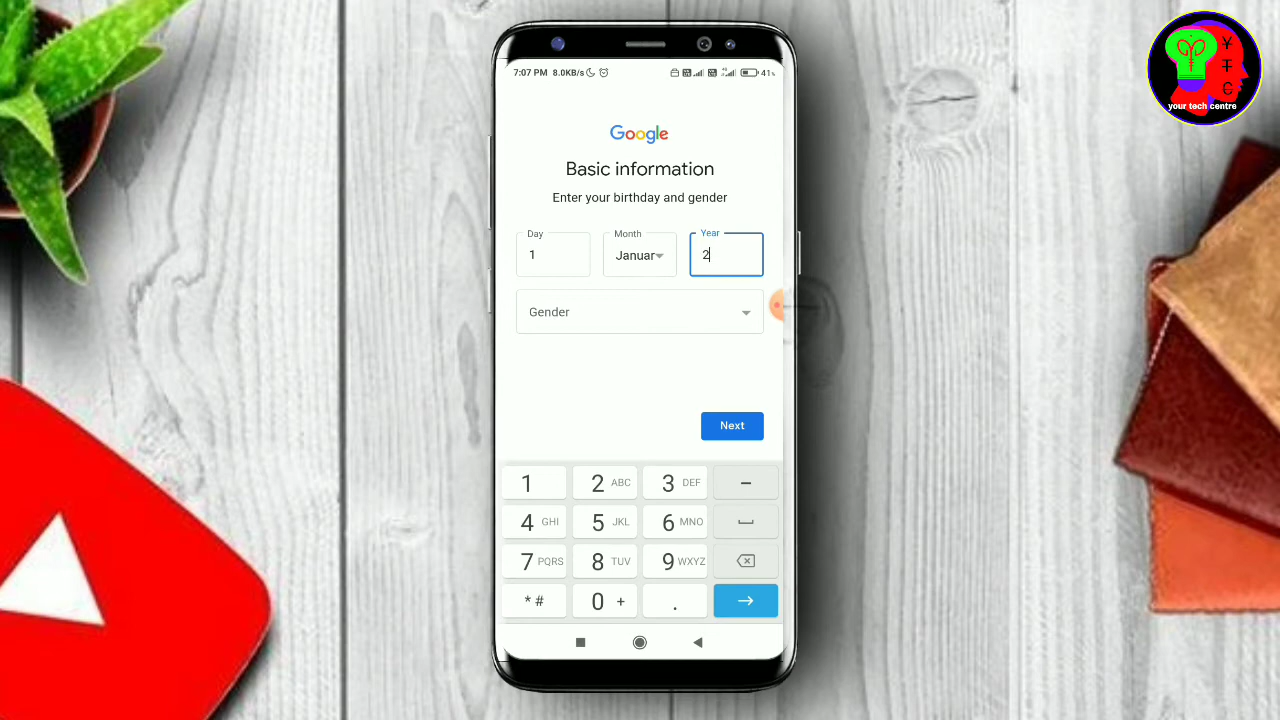 7:07 PM 8.0KB/s 41%
Google
Basic information
Enter your birthday and gender
Day Month Year
1 Januar 2
Gender
Next
1 2 ABC 3 DEF –
4 GHI 5 JKL 6 MNO
7 PQRS 8 TUV 9 WXYZ
* # 0 + . →
¥
T
C
your tech centre